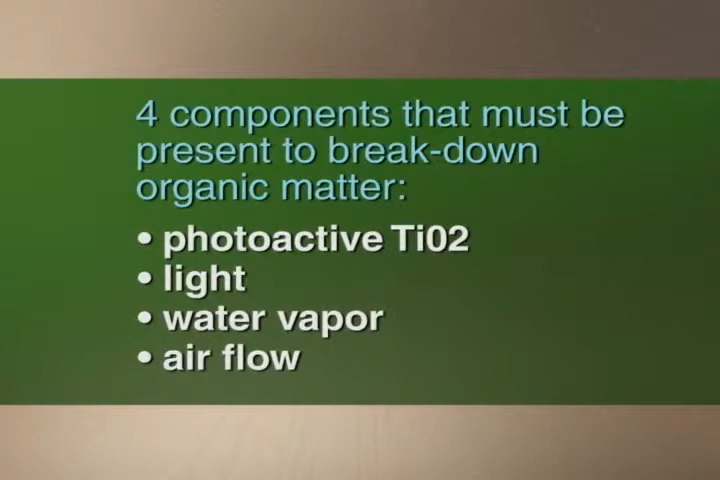 4 components that must be
present to break-down
organic matter:
• photoactive Ti02
• light
• water vapor
• air flow